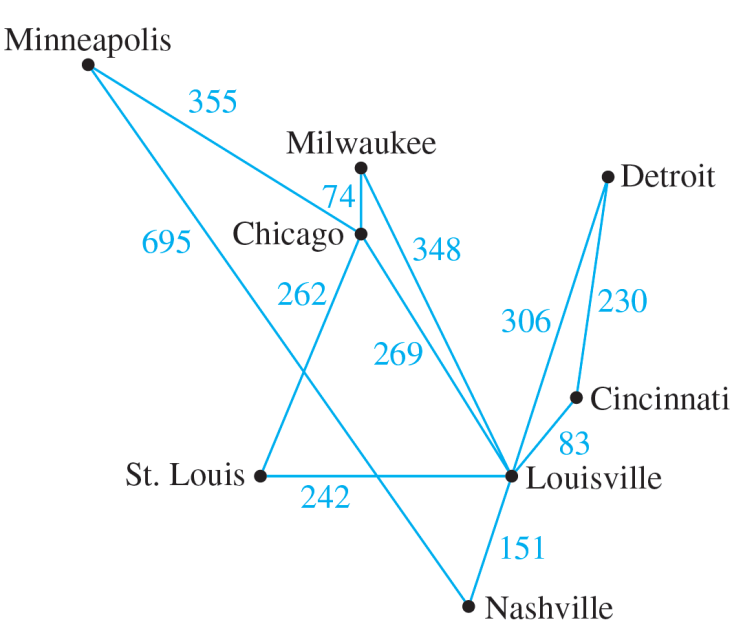 Minneapolis
355
Milwaukee
74
Detroit
695
Chicago
348
262
306
230
269
Cincinnati
83
St. Louis
Louisville
242
151
Nashville